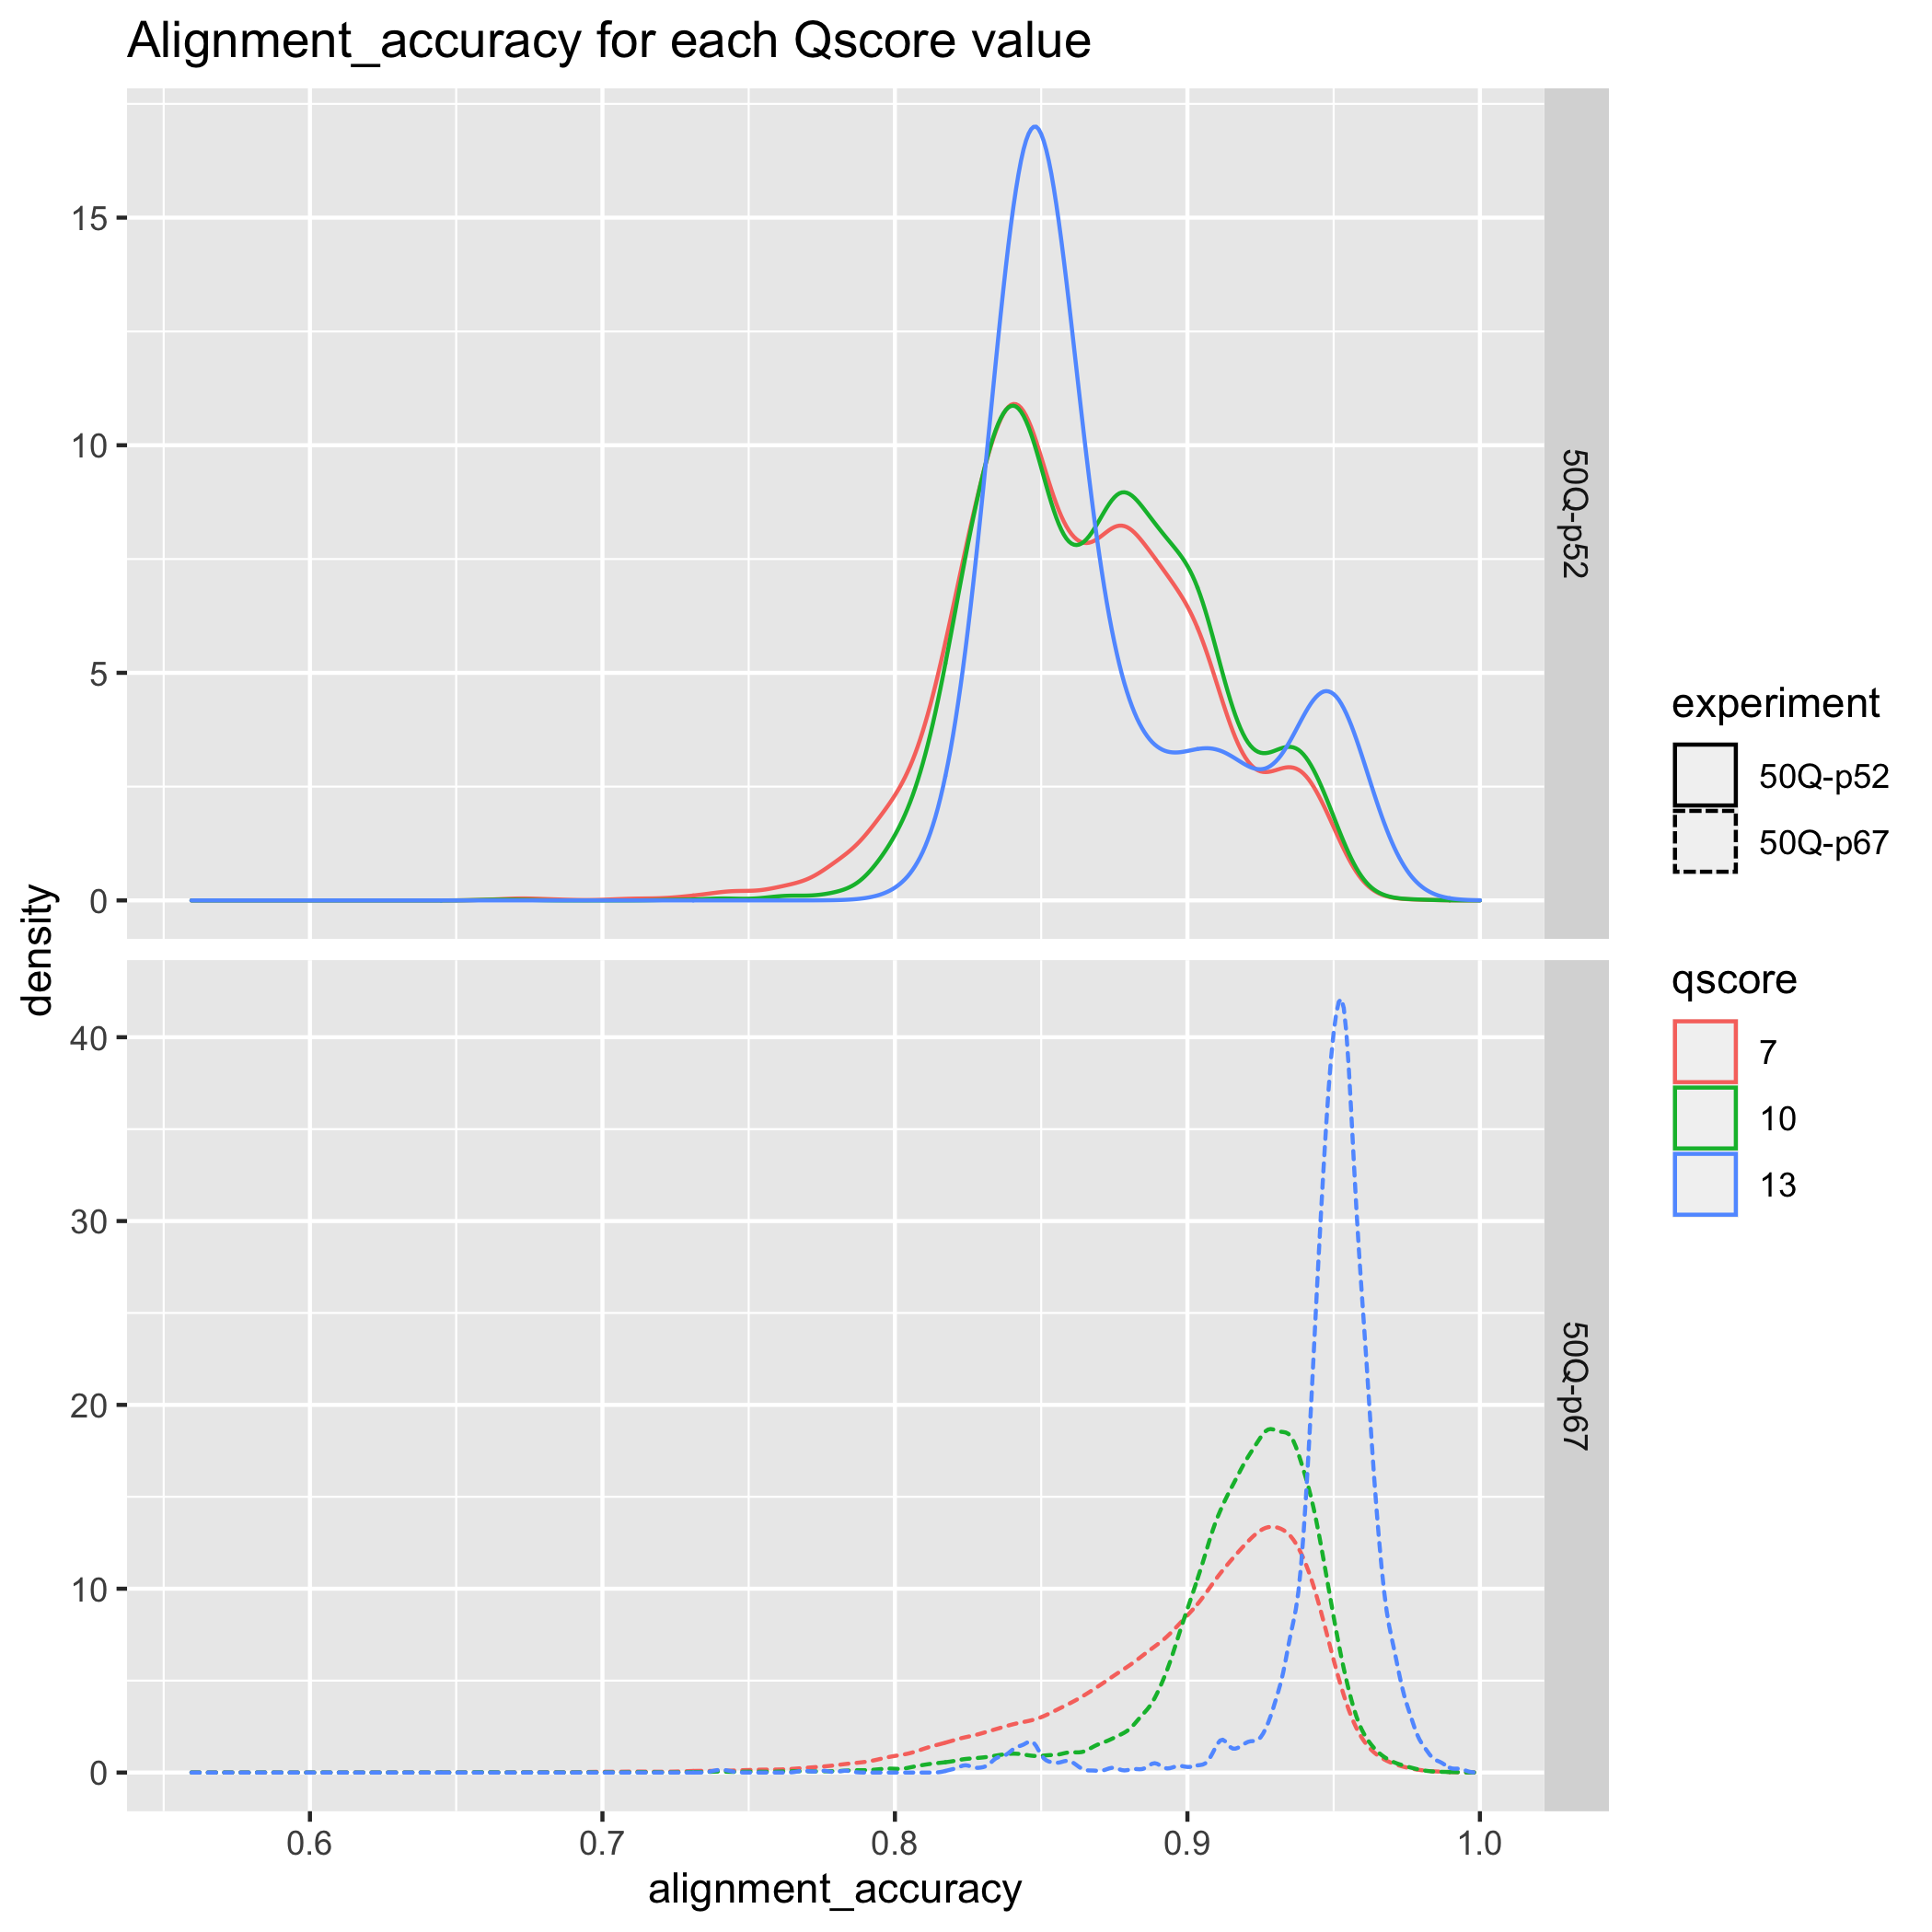 Alignment_accuracy for each Qscore value
15
10
5
0
50Q-p52
40
30
20
10
0
50Q-p67
density
0.6
0.7
0.8
0.9
1.0
alignment_accuracy
experiment
50Q-p52
50Q-p67
qscore
7
10
13